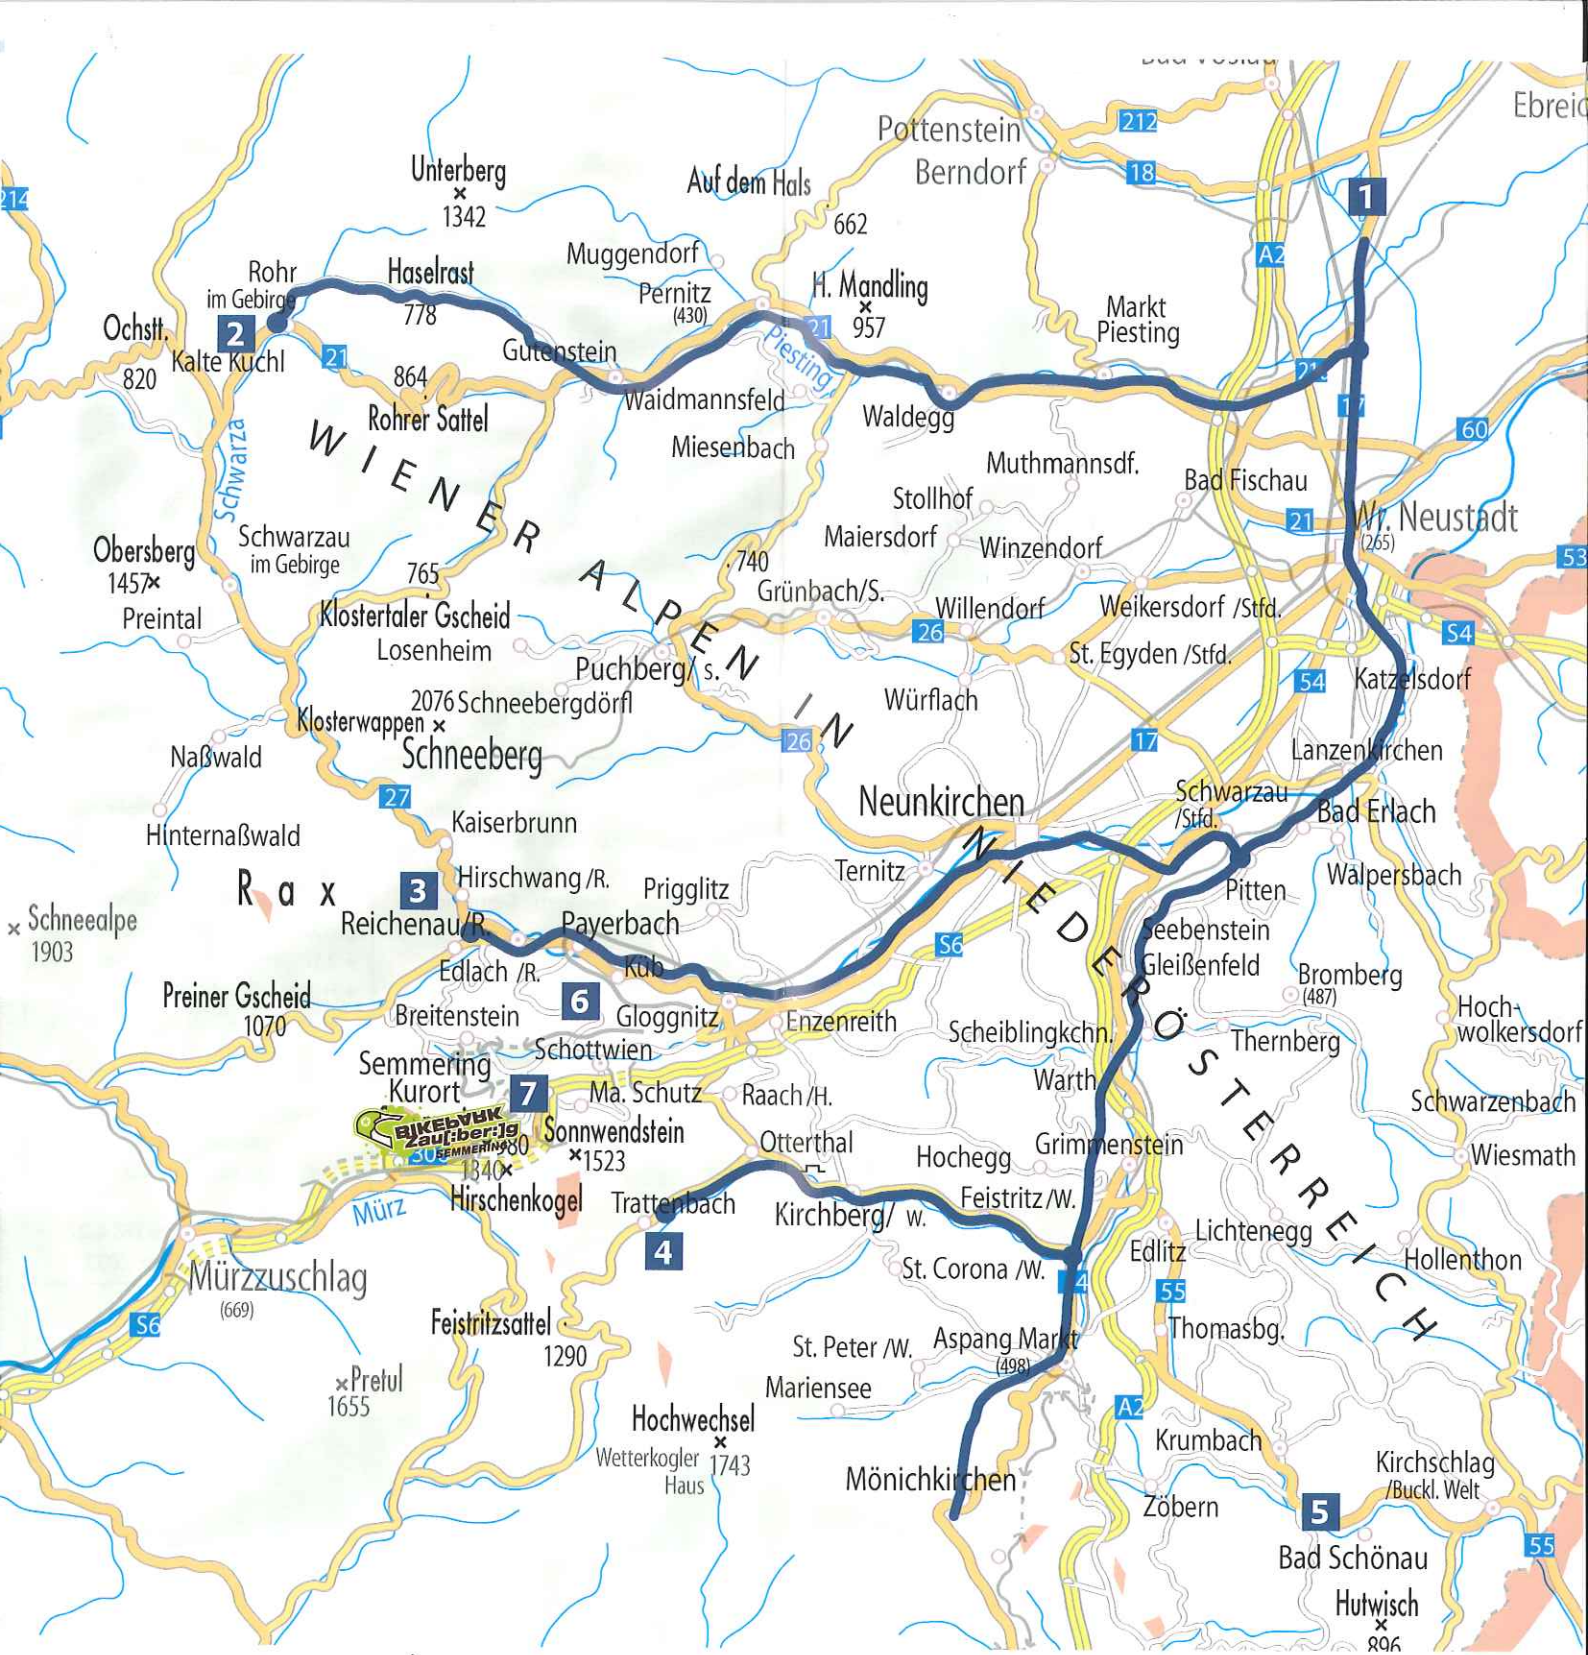 Ebreic
Pottenstein
Berndorf
212
18
214
Unterberg
1342
Auf dem Hals
662
1
A2
Muggendorf
Pernitz
(430)
H. Mandling
957
21
Piesting
Markt
Piesting
Rohr
im Gebirge
Haselrast
778
Ochstt.
820
2
Kalte Kuchl
21
864
Rohrer Sattel
Gutenstein
Waidmannsfeld
Miesenbach
Waldegg
21
17
60
Schwarza
WIENER ALPEN IN NIEDERÖSTERREICH
Muthmannsdf.
Bad Fischau
Stollhof
Maiersdorf
Winzendorf
21
Wr. Neustadt
(265)
53
Obersberg
1457
Preintal
Schwarzau
im Gebirge
765
Klostertaler Gscheid
Losenheim
740
Grünbach/S.
Willendorf
26
Weikersdorf /Stfd.
S4
Puchberg/ s.
St. Egyden /Stfd.
54
Katzelsdorf
2076
Schneebergdörfl
Klosterwappen
Schneeberg
Würflach
26
17
Naßwald
Hinternaßwald
27
Kaiserbrunn
Lanzenkirchen
Neunkirchen
Schwarzau
/Stfd.
Bad Erlach
Rax
3
Hirschwang /R.
Prigglitz
Ternitz
Pitten
Walpersbach
Schneealpe
1903
Reichenau/R.
Payerbach
S6
Seebenstein
Gleißenfeld
Edlach /R.
Küb
Bromberg
(487)
Preiner Gscheid
1070
6
Breitenstein
Gloggnitz
Enzenreith
Scheiblingkchn.
Thernberg
Hoch-
wolkersdorf
Semmering
Kurort
Schottwien
7
Ma. Schutz
Raach /H.
Warth
Schwarzenbach
BIKEPARK
Zau[:ber:]g
SEMMERING
980
1340
Hirschenkogel
Sonnwendstein
1523
Otterthal
Hochegg
Grimmenstein
Wiesmath
Mürz
Trattenbach
4
Kirchberg/ W.
Feistritz /W.
Lichtenegg
Hollenthon
Mürzzuschlag
(669)
S6
St. Corona /W.
Edlitz
55
Feistritzsattel
1290
St. Peter /W.
Aspang Markt
(498)
Thomasbg.
Pretul
1655
Mariensee
Hochwechsel
1743
Wetterkogler
Haus
A2
Krumbach
Mönichkirchen
Zöbern
Kirchschlag
/Buckl. Welt
5
Bad Schönau
55
Hutwisch
896